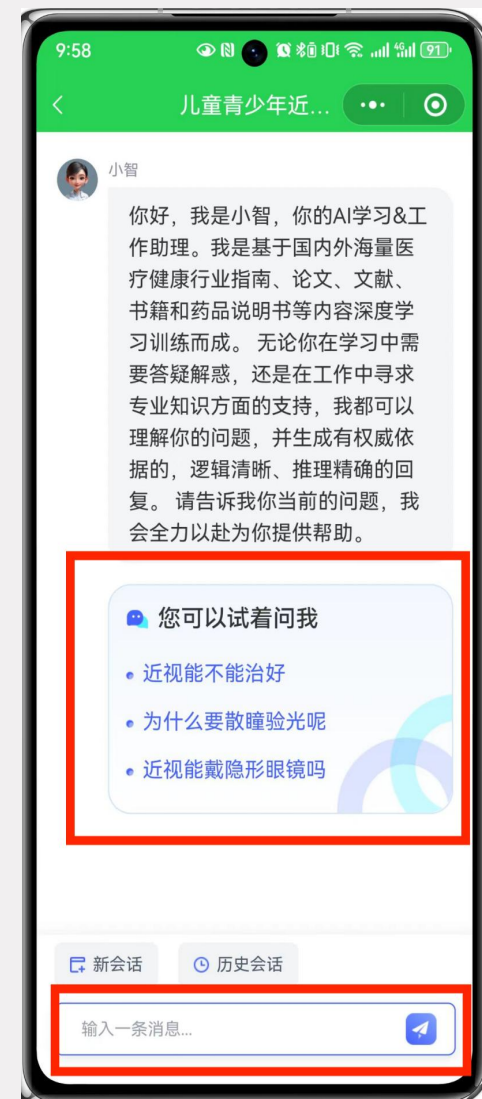 9:58
4G
91
儿童青少年近...
小智
你好，我是小智，你的AI学习&工
作助理。我是基于国内外海量医
疗健康行业指南、论文、文献、
书籍和药品说明书等内容深度学
习训练而成。 无论你在学习中需
要答疑解惑，还是在工作中寻求
专业知识方面的支持，我都可以
理解你的问题，并生成有权威依
据的，逻辑清晰、推理精确的回
复。 请告诉我你当前的问题，我
会全力以赴为你提供帮助。
您可以试着问我
近视能不能治好
为什么要散瞳验光呢
近视能戴隐形眼镜吗
新会话
历史会话
输入一条消息...